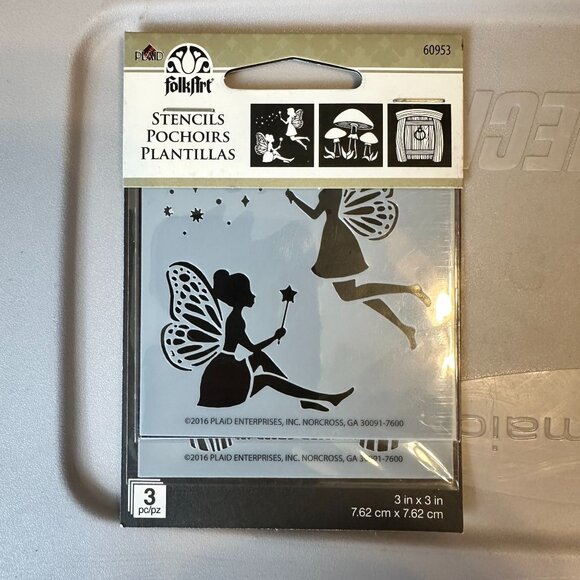 PLAID
60953
FolkArt
STENCILS
POCHOIRS
PLANTILLAS
©2016 PLAiD ENTERPRISES, INC. NORCROSS, GA 30091-7600
©2016 PLAiD ENTERPRISES, INC. NORCROSS, GA 30091-7600
3
pc/pz
3 in x 3 in
7.62 cm x 7.62 cm